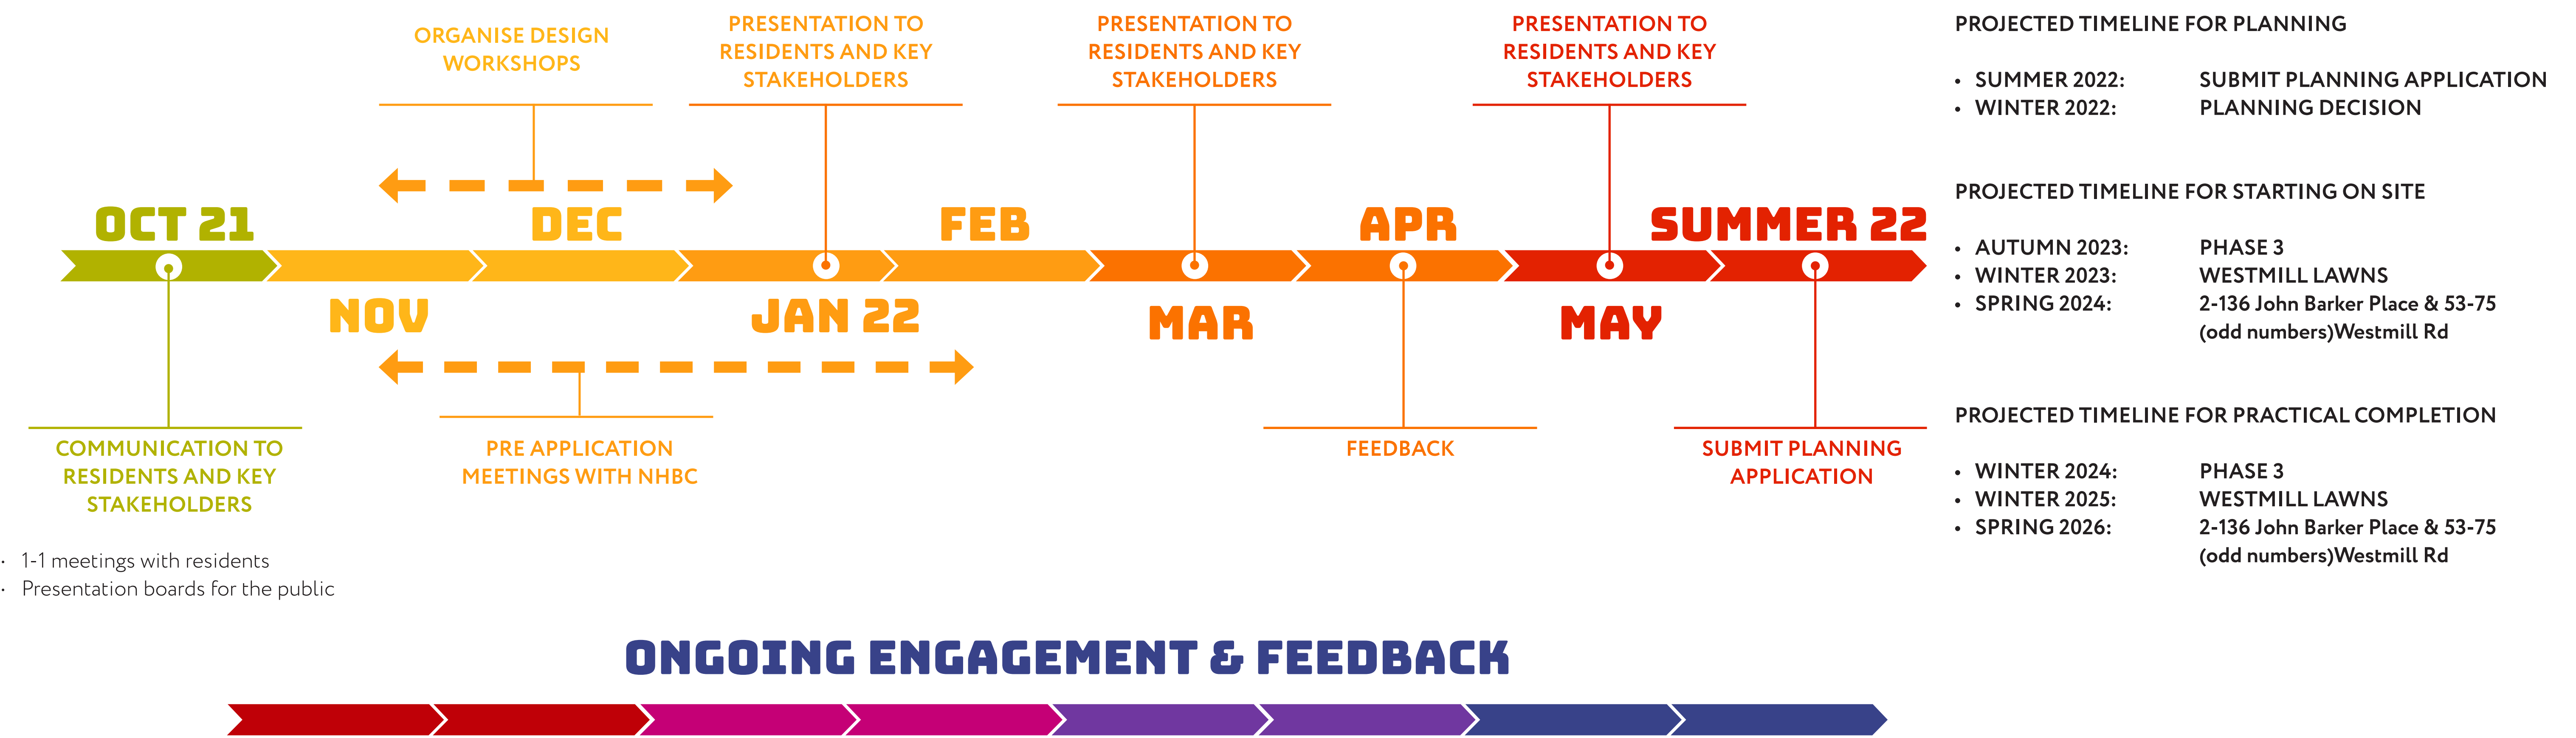 ORGANISE DESIGN
WORKSHOPS
PRESENTATION TO
RESIDENTS AND KEY
STAKEHOLDERS
PRESENTATION TO
RESIDENTS AND KEY
STAKEHOLDERS
PRESENTATION TO
RESIDENTS AND KEY
STAKEHOLDERS
OCT 21
NOV
DEC
JAN 22
FEB
MAR
APR
MAY
SUMMER 22
COMMUNICATION TO
RESIDENTS AND KEY
STAKEHOLDERS
• 1-1 meetings with residents
• Presentation boards for the public
PRE APPLICATION
MEETINGS WITH NHBC
FEEDBACK
SUBMIT PLANNING
APPLICATION
PROJECTED TIMELINE FOR PLANNING
• SUMMER 2022: SUBMIT PLANNING APPLICATION
• WINTER 2022: PLANNING DECISION
PROJECTED TIMELINE FOR STARTING ON SITE
• AUTUMN 2023: PHASE 3
• WINTER 2023: WESTMILL LAWNS
• SPRING 2024: 2-136 John Barker Place & 53-75
(odd numbers)Westmill Rd
PROJECTED TIMELINE FOR PRACTICAL COMPLETION
• WINTER 2024: PHASE 3
• WINTER 2025: WESTMILL LAWNS
• SPRING 2026: 2-136 John Barker Place & 53-75
(odd numbers)Westmill Rd
ONGOING ENGAGEMENT & FEEDBACK